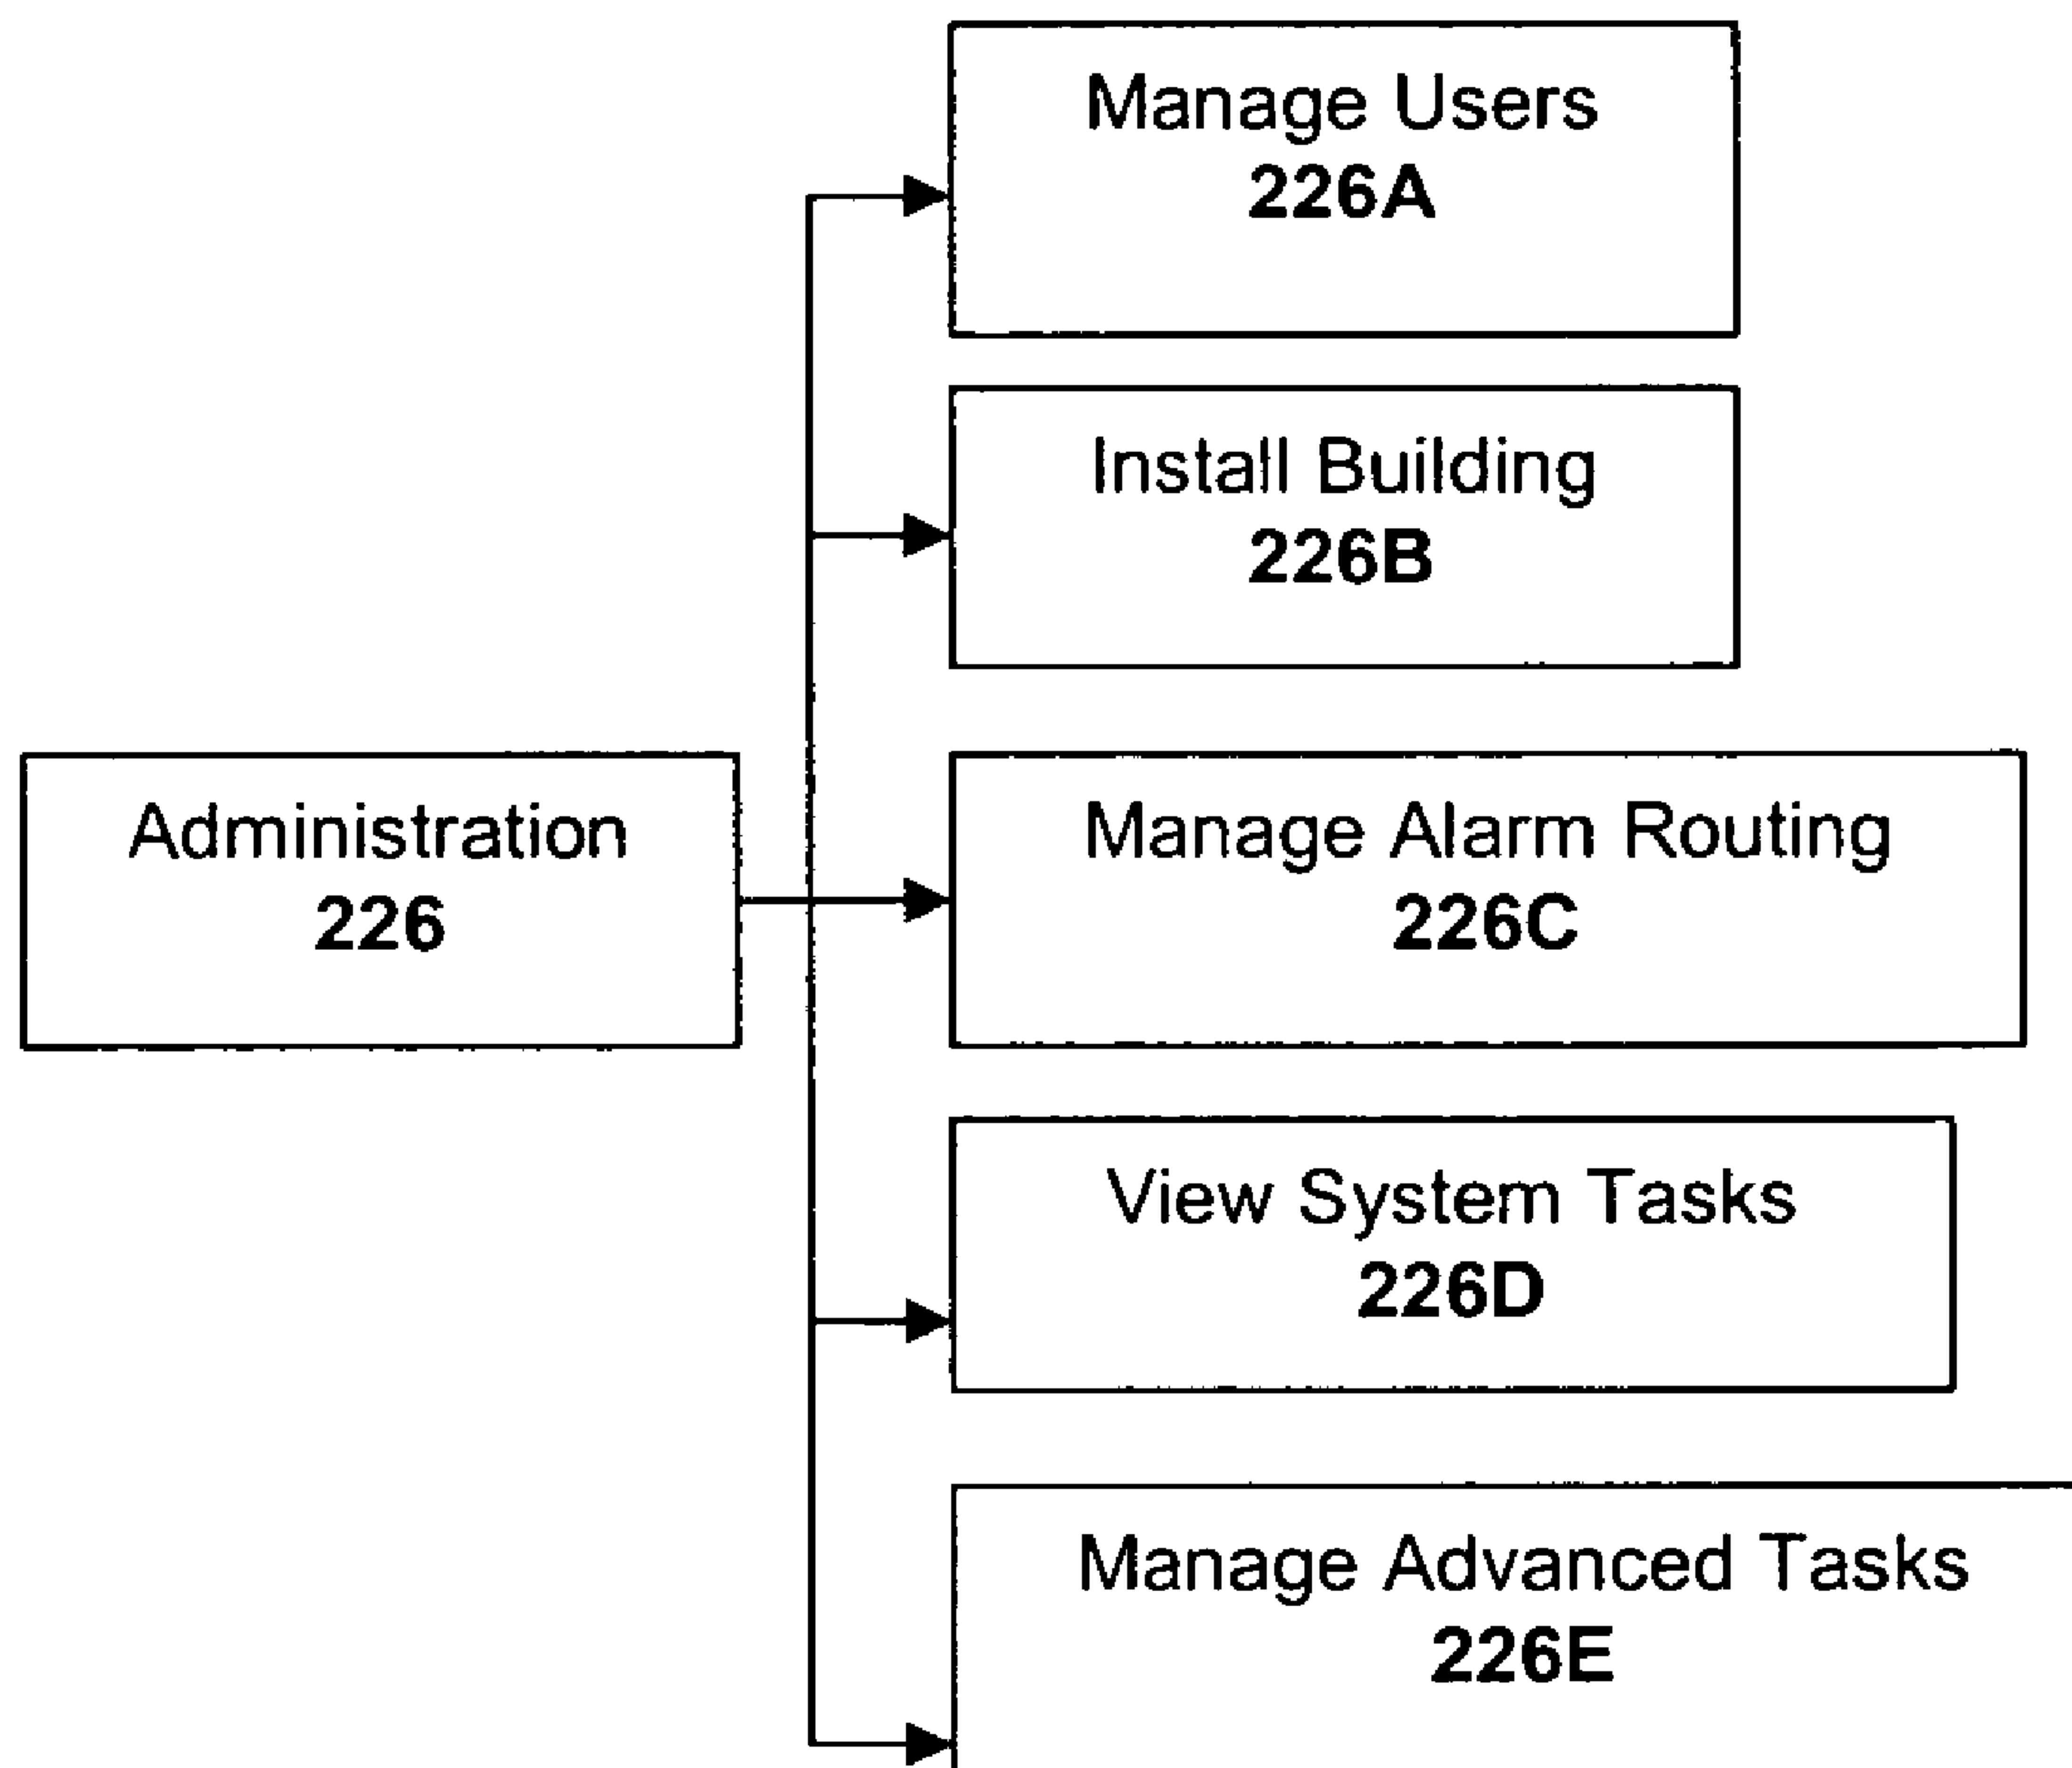 Manage Users
226A
Install Building
226B
Administration
226
Manage Alarm Routing
226C
View System Tasks
226D
Manage Advanced Tasks
226E